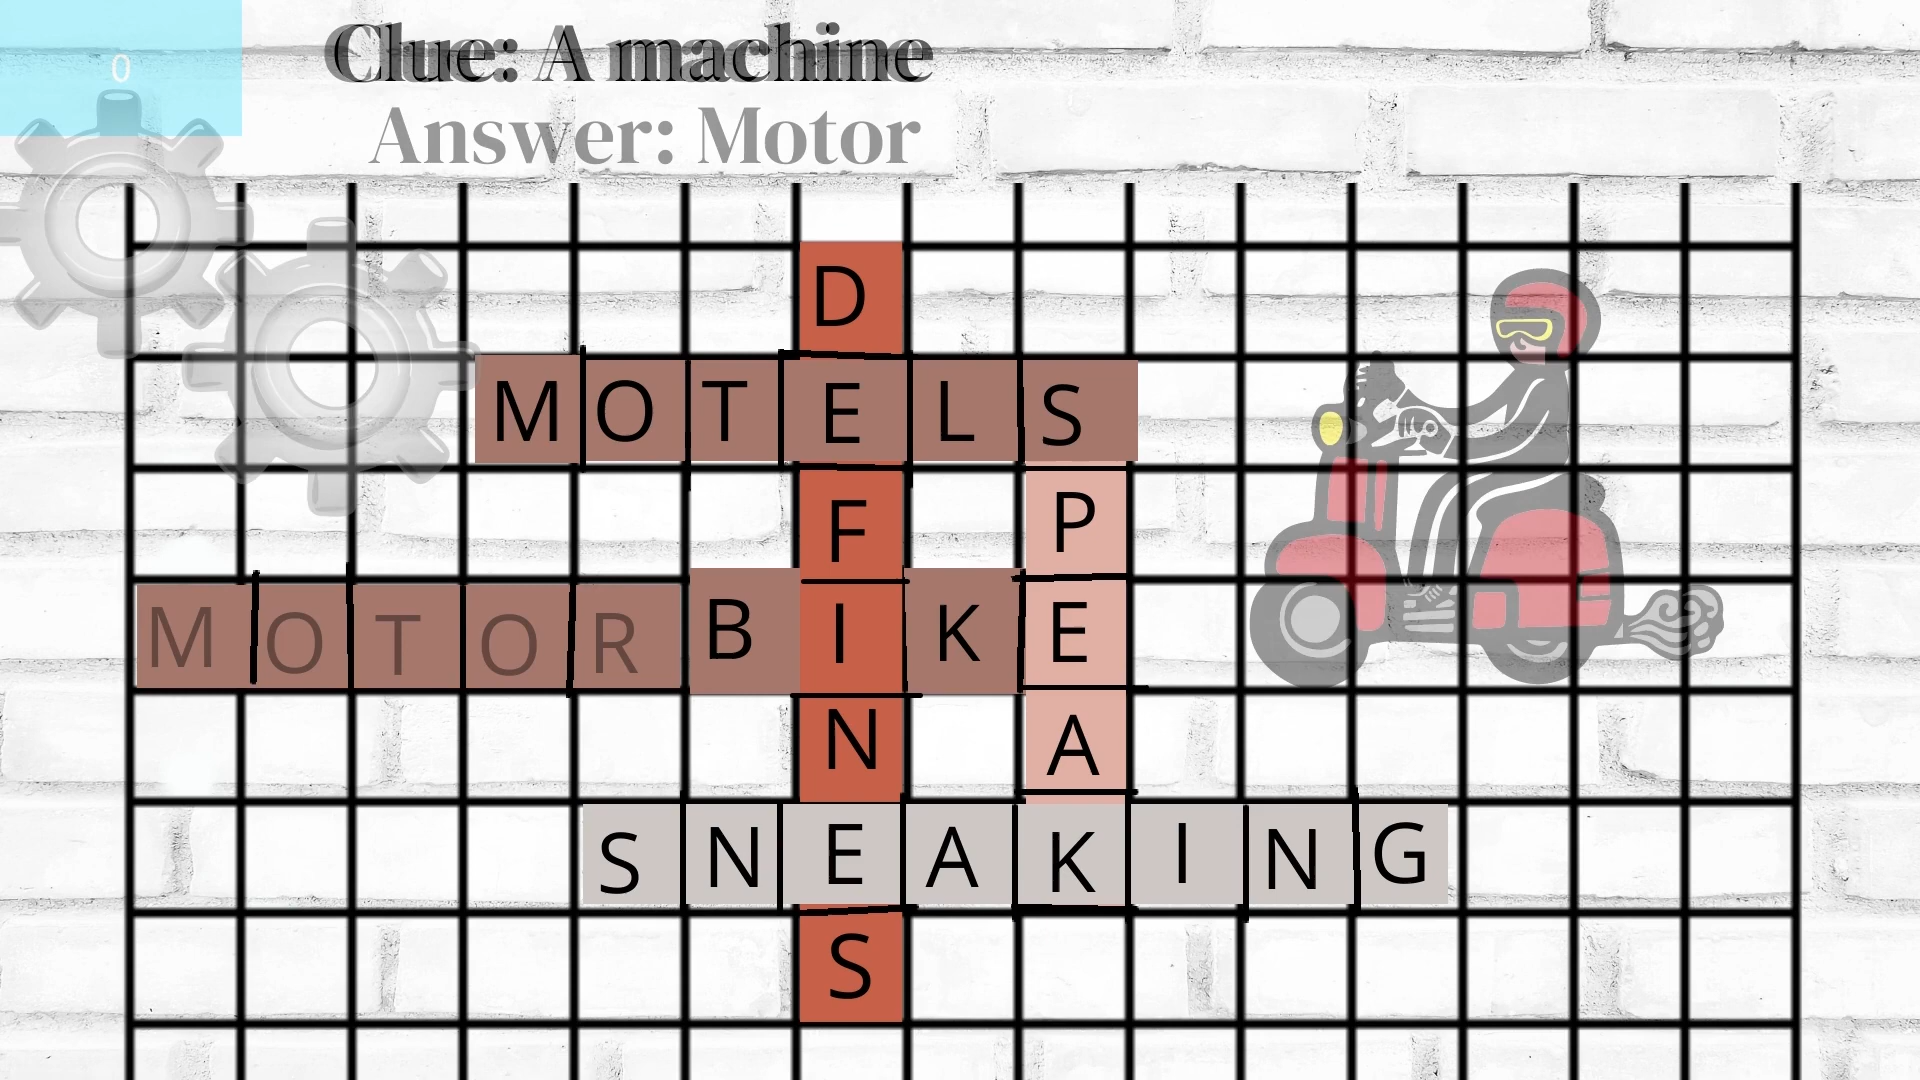 0
Clue: A machine
Answer: Motor
D
MOTELS
F
P
MOTORBIKE
N
A
SNEAKING
S